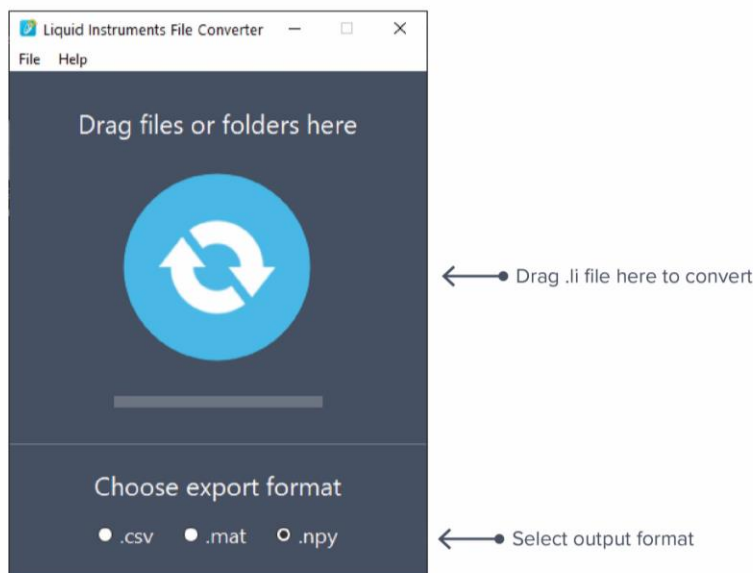 Liquid Instruments File Converter
File Help
Drag files or folders here
Drag .li file here to convert
Choose export format
.csv .mat .npy
Select output format